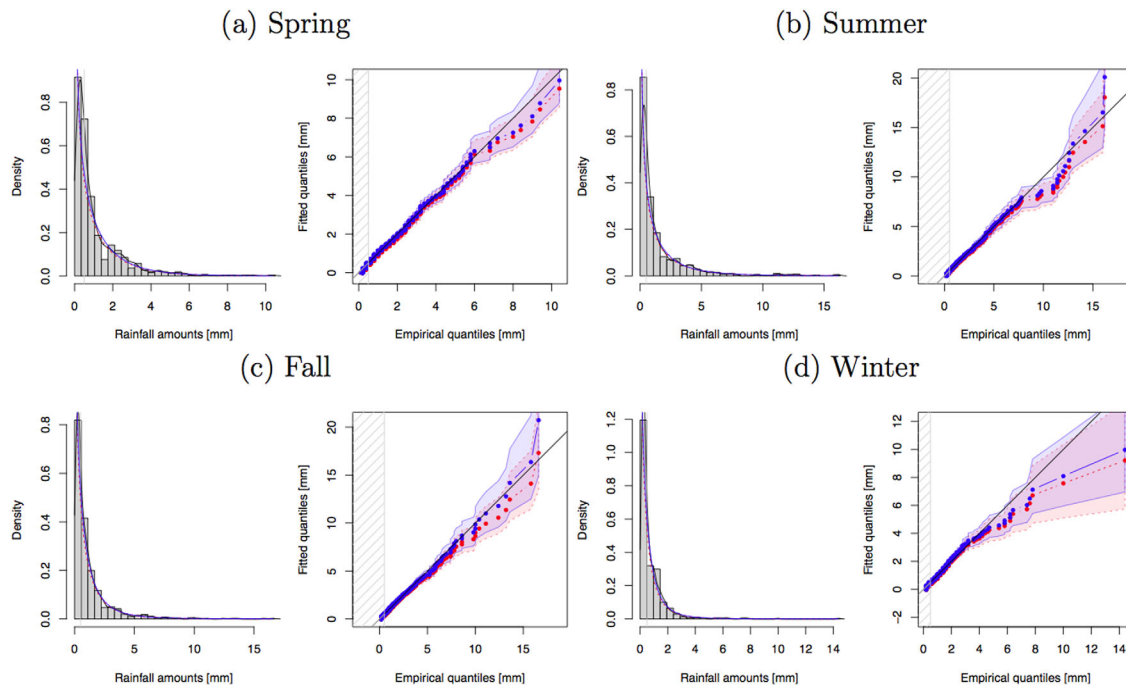 (a) Spring
(b) Summer
Density
0.0 0.2 0.4 0.6 0.8
0 2 4 6 8 10
Rainfall amounts [mm]
Fitted quantiles [mm]
0 2 4 6 8 10
0 2 4 6 8 10
Empirical quantiles [mm]
Density
0.0 0.2 0.4 0.6 0.8
0 5 10 15
Rainfall amounts [mm]
Fitted quantiles [mm]
0 5 10 15 20
0 5 10 15
Empirical quantiles [mm]
(c) Fall
(d) Winter
Density
0.0 0.2 0.4 0.6 0.8
0 5 10 15
Rainfall amounts [mm]
Fitted quantiles [mm]
0 5 10 15 20
0 5 10 15
Empirical quantiles [mm]
Density
0.0 0.2 0.4 0.6 0.8 1.0 1.2
0 2 4 6 8 10 12 14
Rainfall amounts [mm]
Fitted quantiles [mm]
-2 0 2 4 6 8 10 12
0 2 4 6 8 10 12 14
Empirical quantiles [mm]